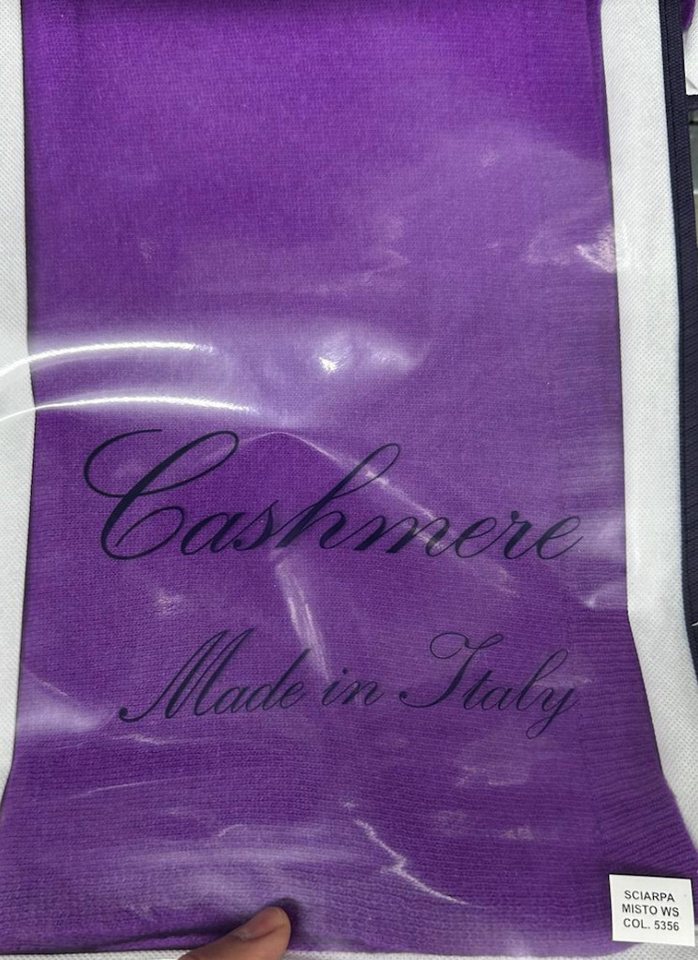 Cashmere
Made in Italy
SCIARPA
MISTO WS
COL. 5356